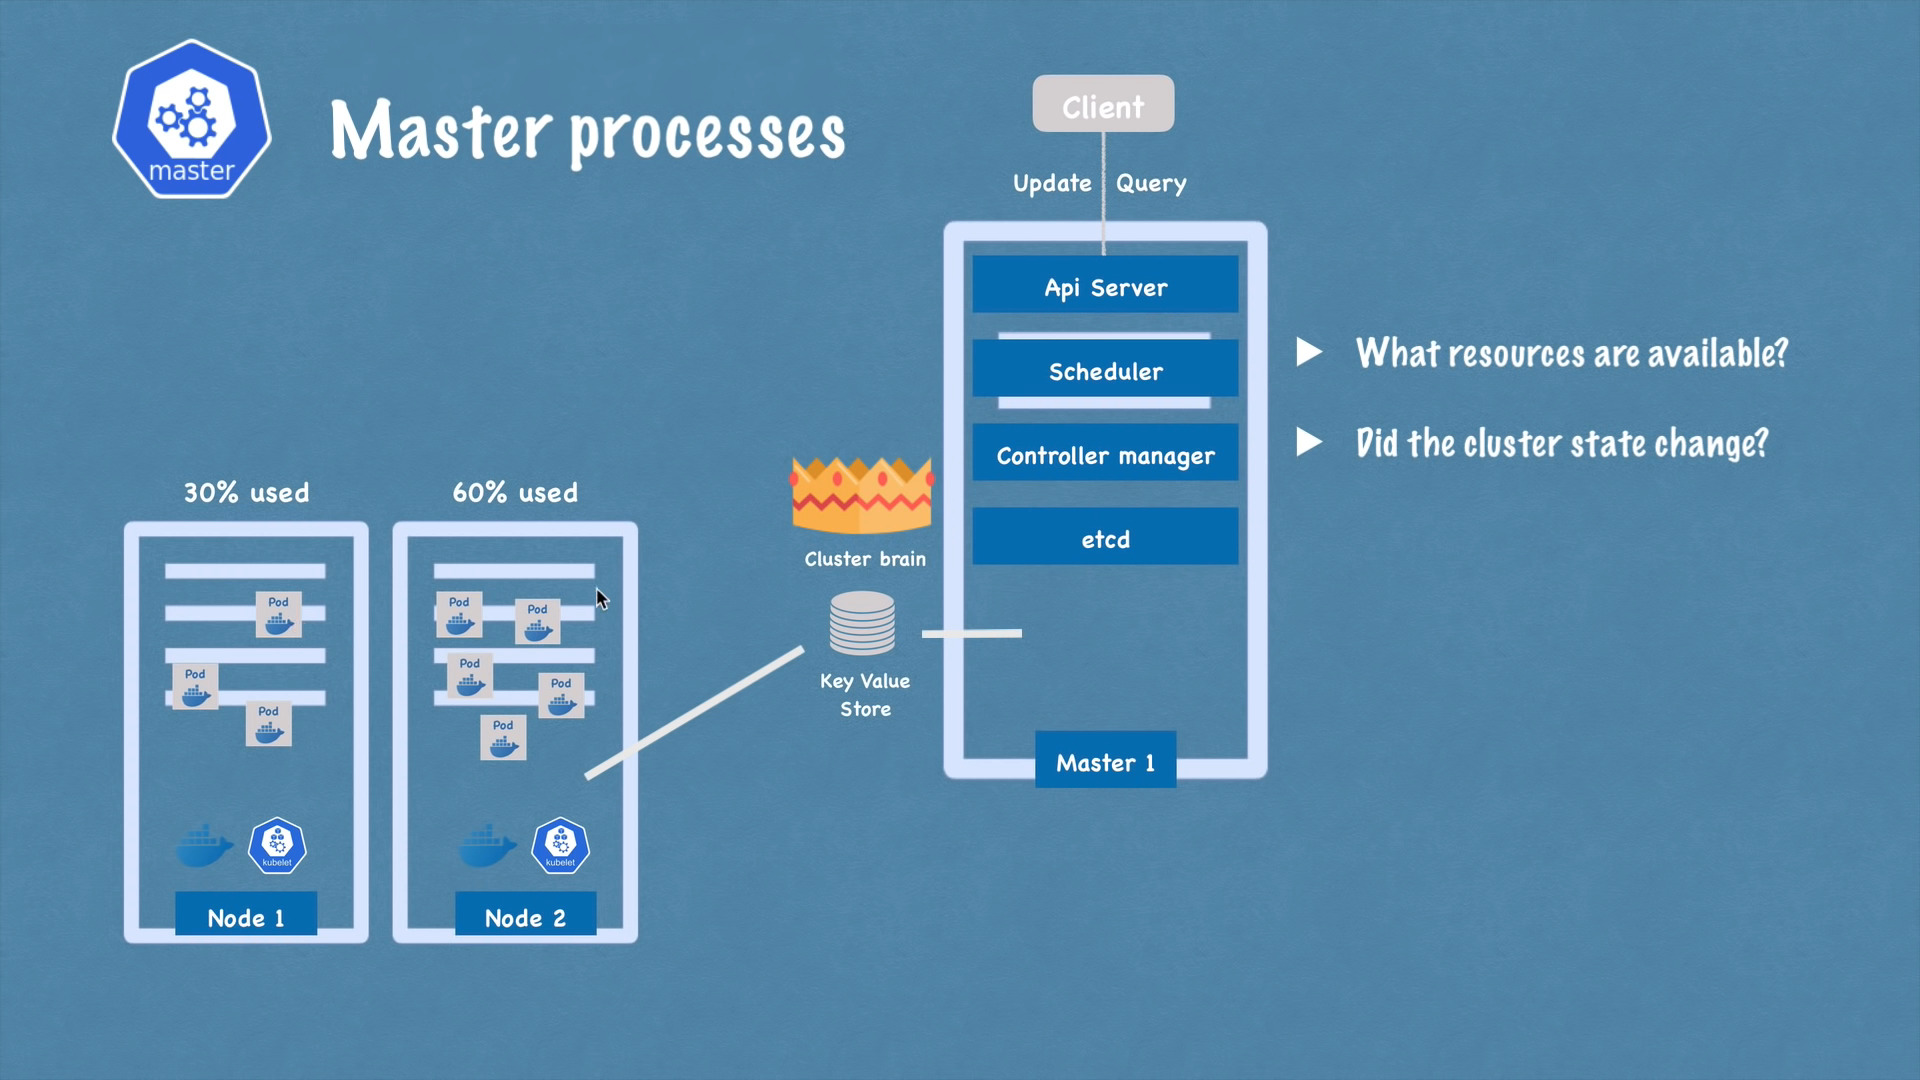 master
Master processes
Client
Update Query
Api Server
Scheduler
Controller manager
etcd
Master 1
What resources are available?
Did the cluster state change?
Cluster brain
Key Value
Store
30% used
Pod
Pod
Pod
kubelet
Node 1
60% used
Pod
Pod
Pod
Pod
Pod
kubelet
Node 2